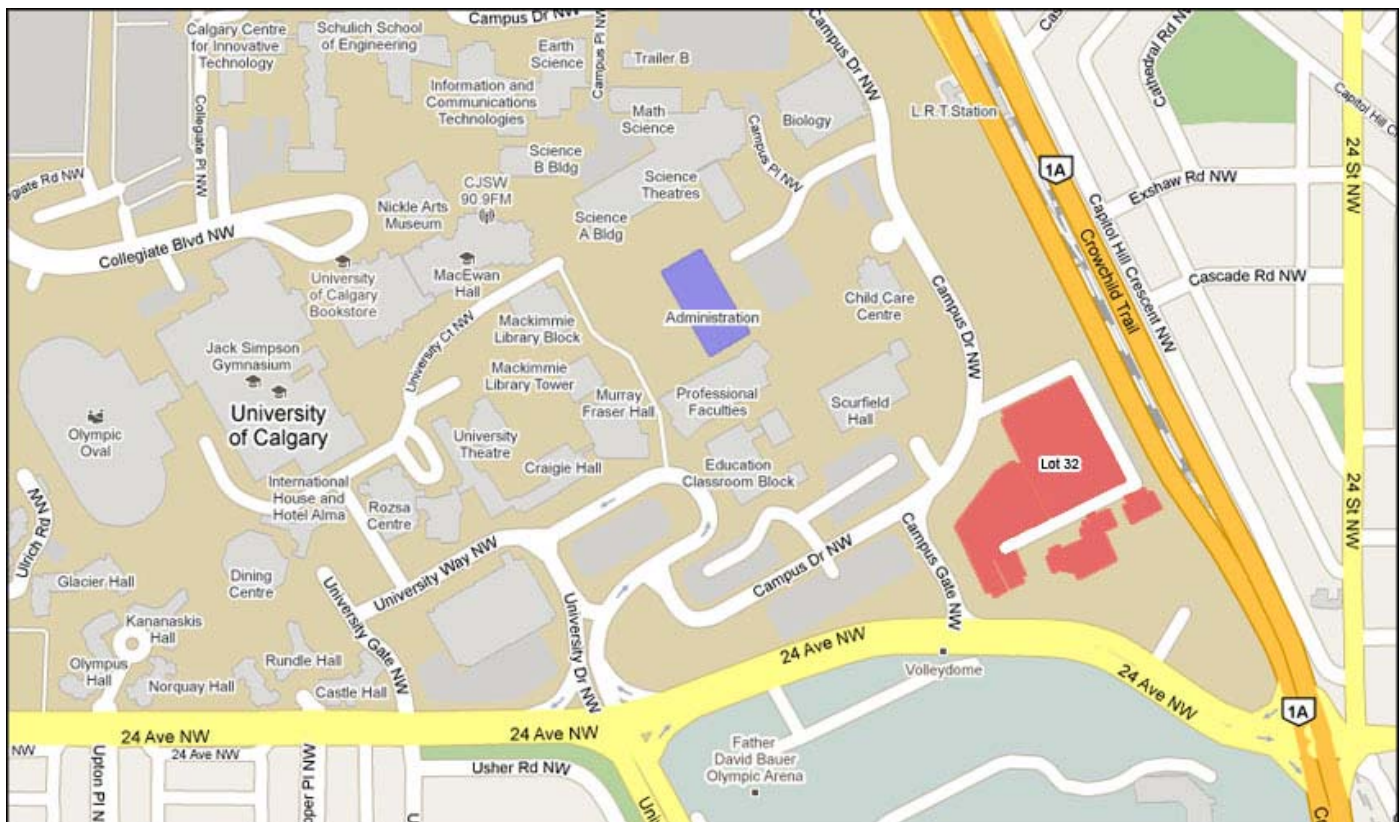 Campus Dr NW
Calgary Centre
for Innovative
Technology
Schulich School
of Engineering
Earth
Science
Campus Pl NW
Trailer B
Campus Dr NW
Cathedral Rd NW
Information and
Communications
Technologies
Collegiate Pl NW
Math
Science
Biology
L.R.T.Station
Capitol Hill C
24 St NW
Science
B Bldg
Campus Pl NW
1A
Exshaw Rd NW
Science
Theatres
CJSW
90.9FM
Nickle Arts
Museum
Science
A Bldg
Collegiate Blvd NW
Capitol Hill Crescent NW
Crowchild Trail
University
of Calgary
Bookstore
MacEwan
Hall
Cascade Rd NW
Child Care
Centre
Campus Dr NW
Administration
Mackimmie
Library Block
University Ct NW
Jack Simpson
Gymnasium
Mackimmie
Library Tower
Murray
Fraser Hall
Professional
Faculties
Scurfield
Hall
University
of Calgary
Olympic
Oval
University
Theatre
Craigie Hall
Education
Classroom Block
Lot 32
International
House and
Hotel Alma
Rozsa
Centre
24 St NW
Ulrich Rd NW
Campus Gate NW
University Way NW
Campus Dr NW
Glacier Hall
Dining
Centre
University Gate NW
University Dr NW
Kananaskis
Hall
Olympus
Hall
Rundle Hall
Norquay Hall
Castle Hall
24 Ave NW
Volleydome
24 Ave NW
1A
24 Ave NW
24 Ave NW
NW
24 Ave NW
Upton Pl N
per Pl NW
Usher Rd NW
Father
David Bauer
Olympic Arena